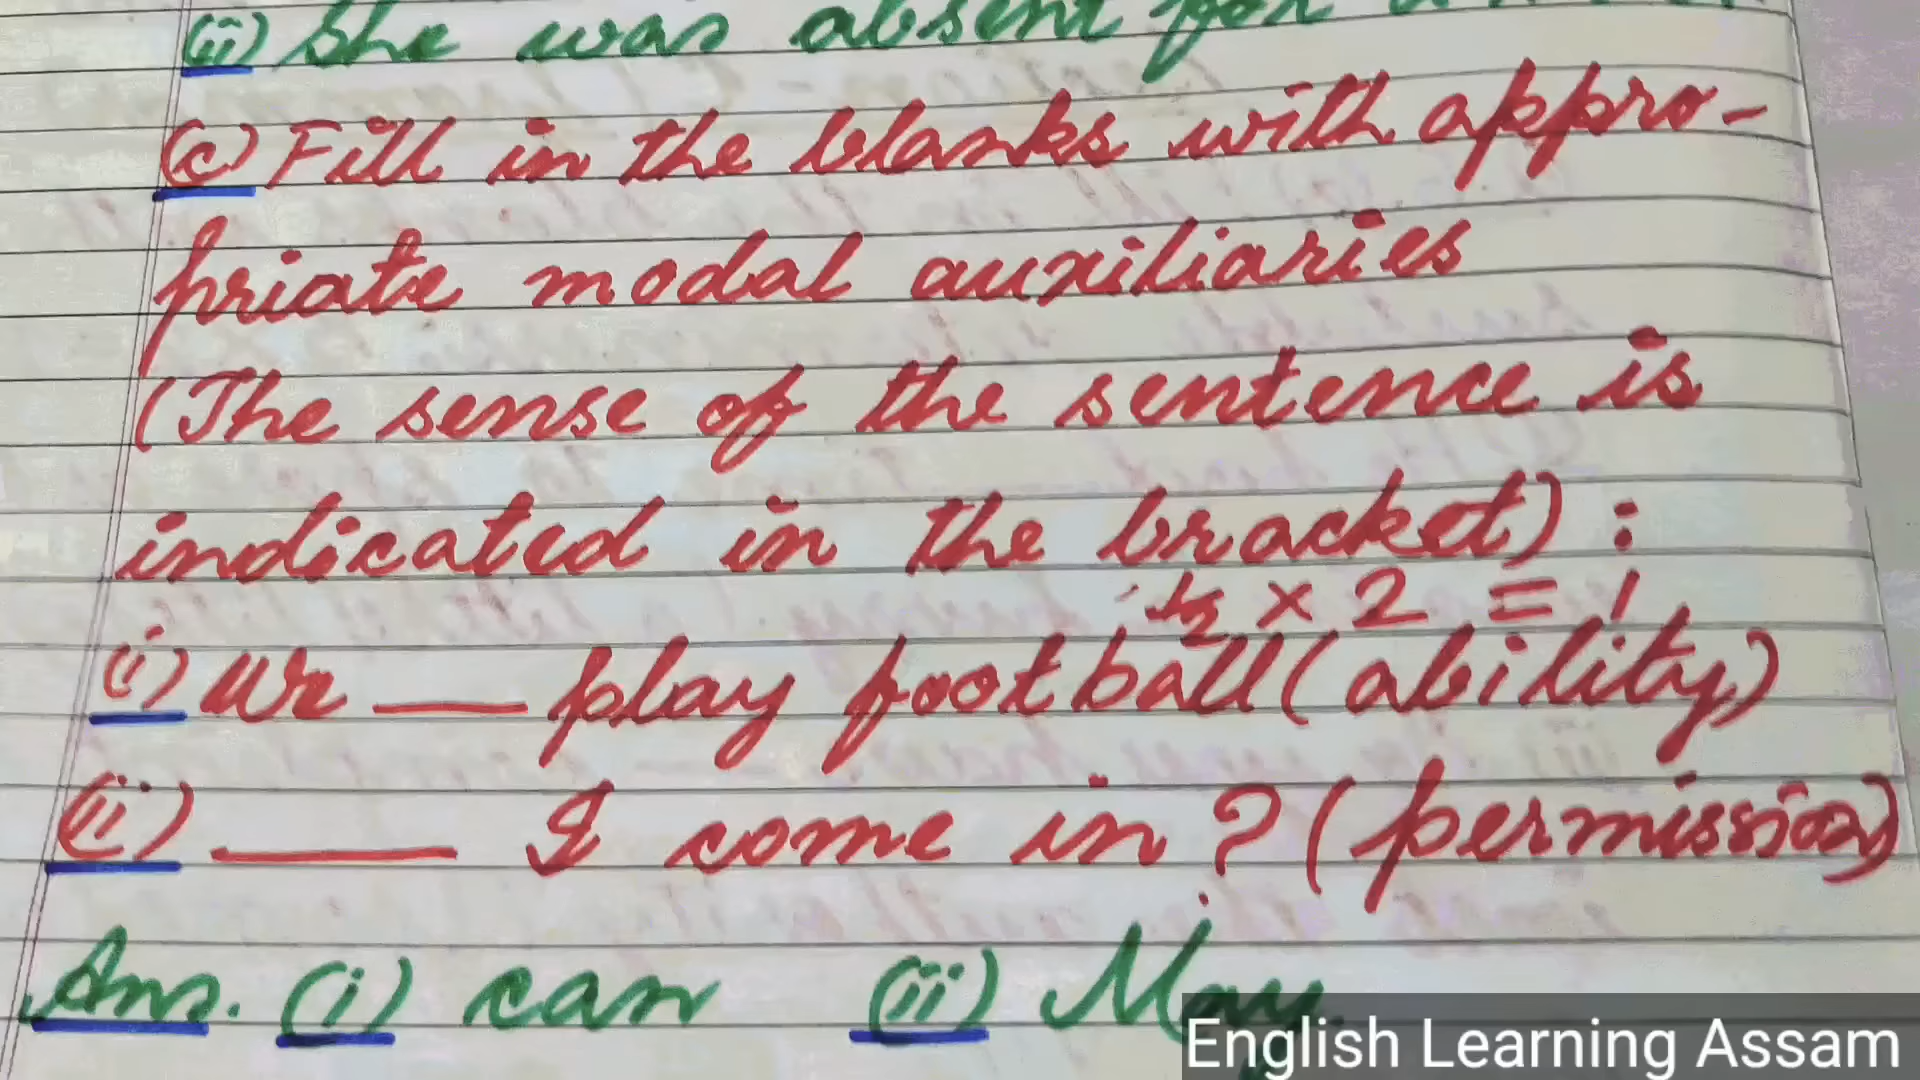 (ii) She was absent for a
(c) Fill in the blanks with appro-
priate modal auxiliaries
(The sense of the sentence is
indicated in the bracket) :
½ × 2 = 1
(i) We ___ play football (ability)
(ii) ___ I come in ? (permission)
Ans. (i) can (ii) May.
English Learning Assam